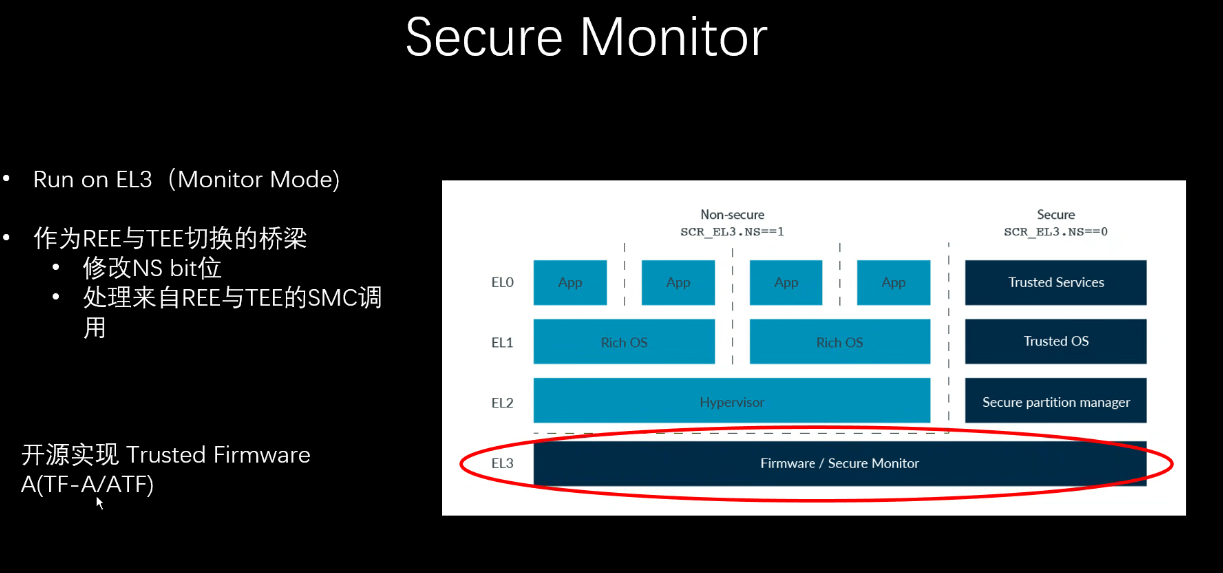 Secure Monitor
Run on EL3（Monitor Mode)
作为REE与TEE切换的桥梁
修改NS bit位
处理来自REE与TEE的SMC调
用
开源实现 Trusted Firmware
A(TF-A/ATF)
Non-secure
SCR_EL3.NS==1
Secure
SCR_EL3.NS==0
EL0
App
App
App
App
Trusted Services
EL1
Rich OS
Rich OS
Trusted OS
EL2
Hypervisor
Secure partition manager
EL3
Firmware / Secure Monitor